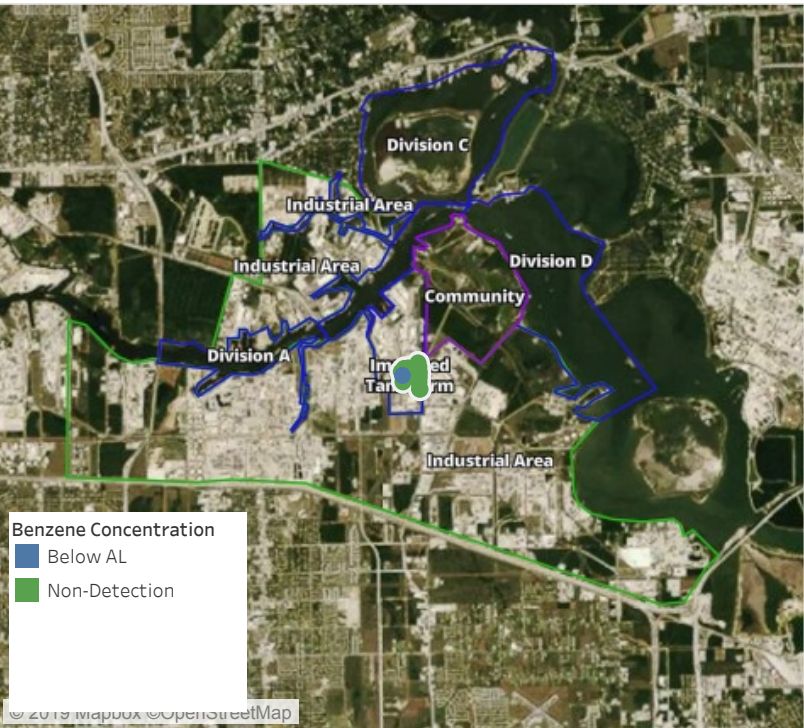 Division C
Industrial Area
Industrial Area
Division D
Community
Division A
Industrial Area
Benzene Concentration
Below AL
Non-Detection
© 2019 Mapbox ©OpenStreetMap